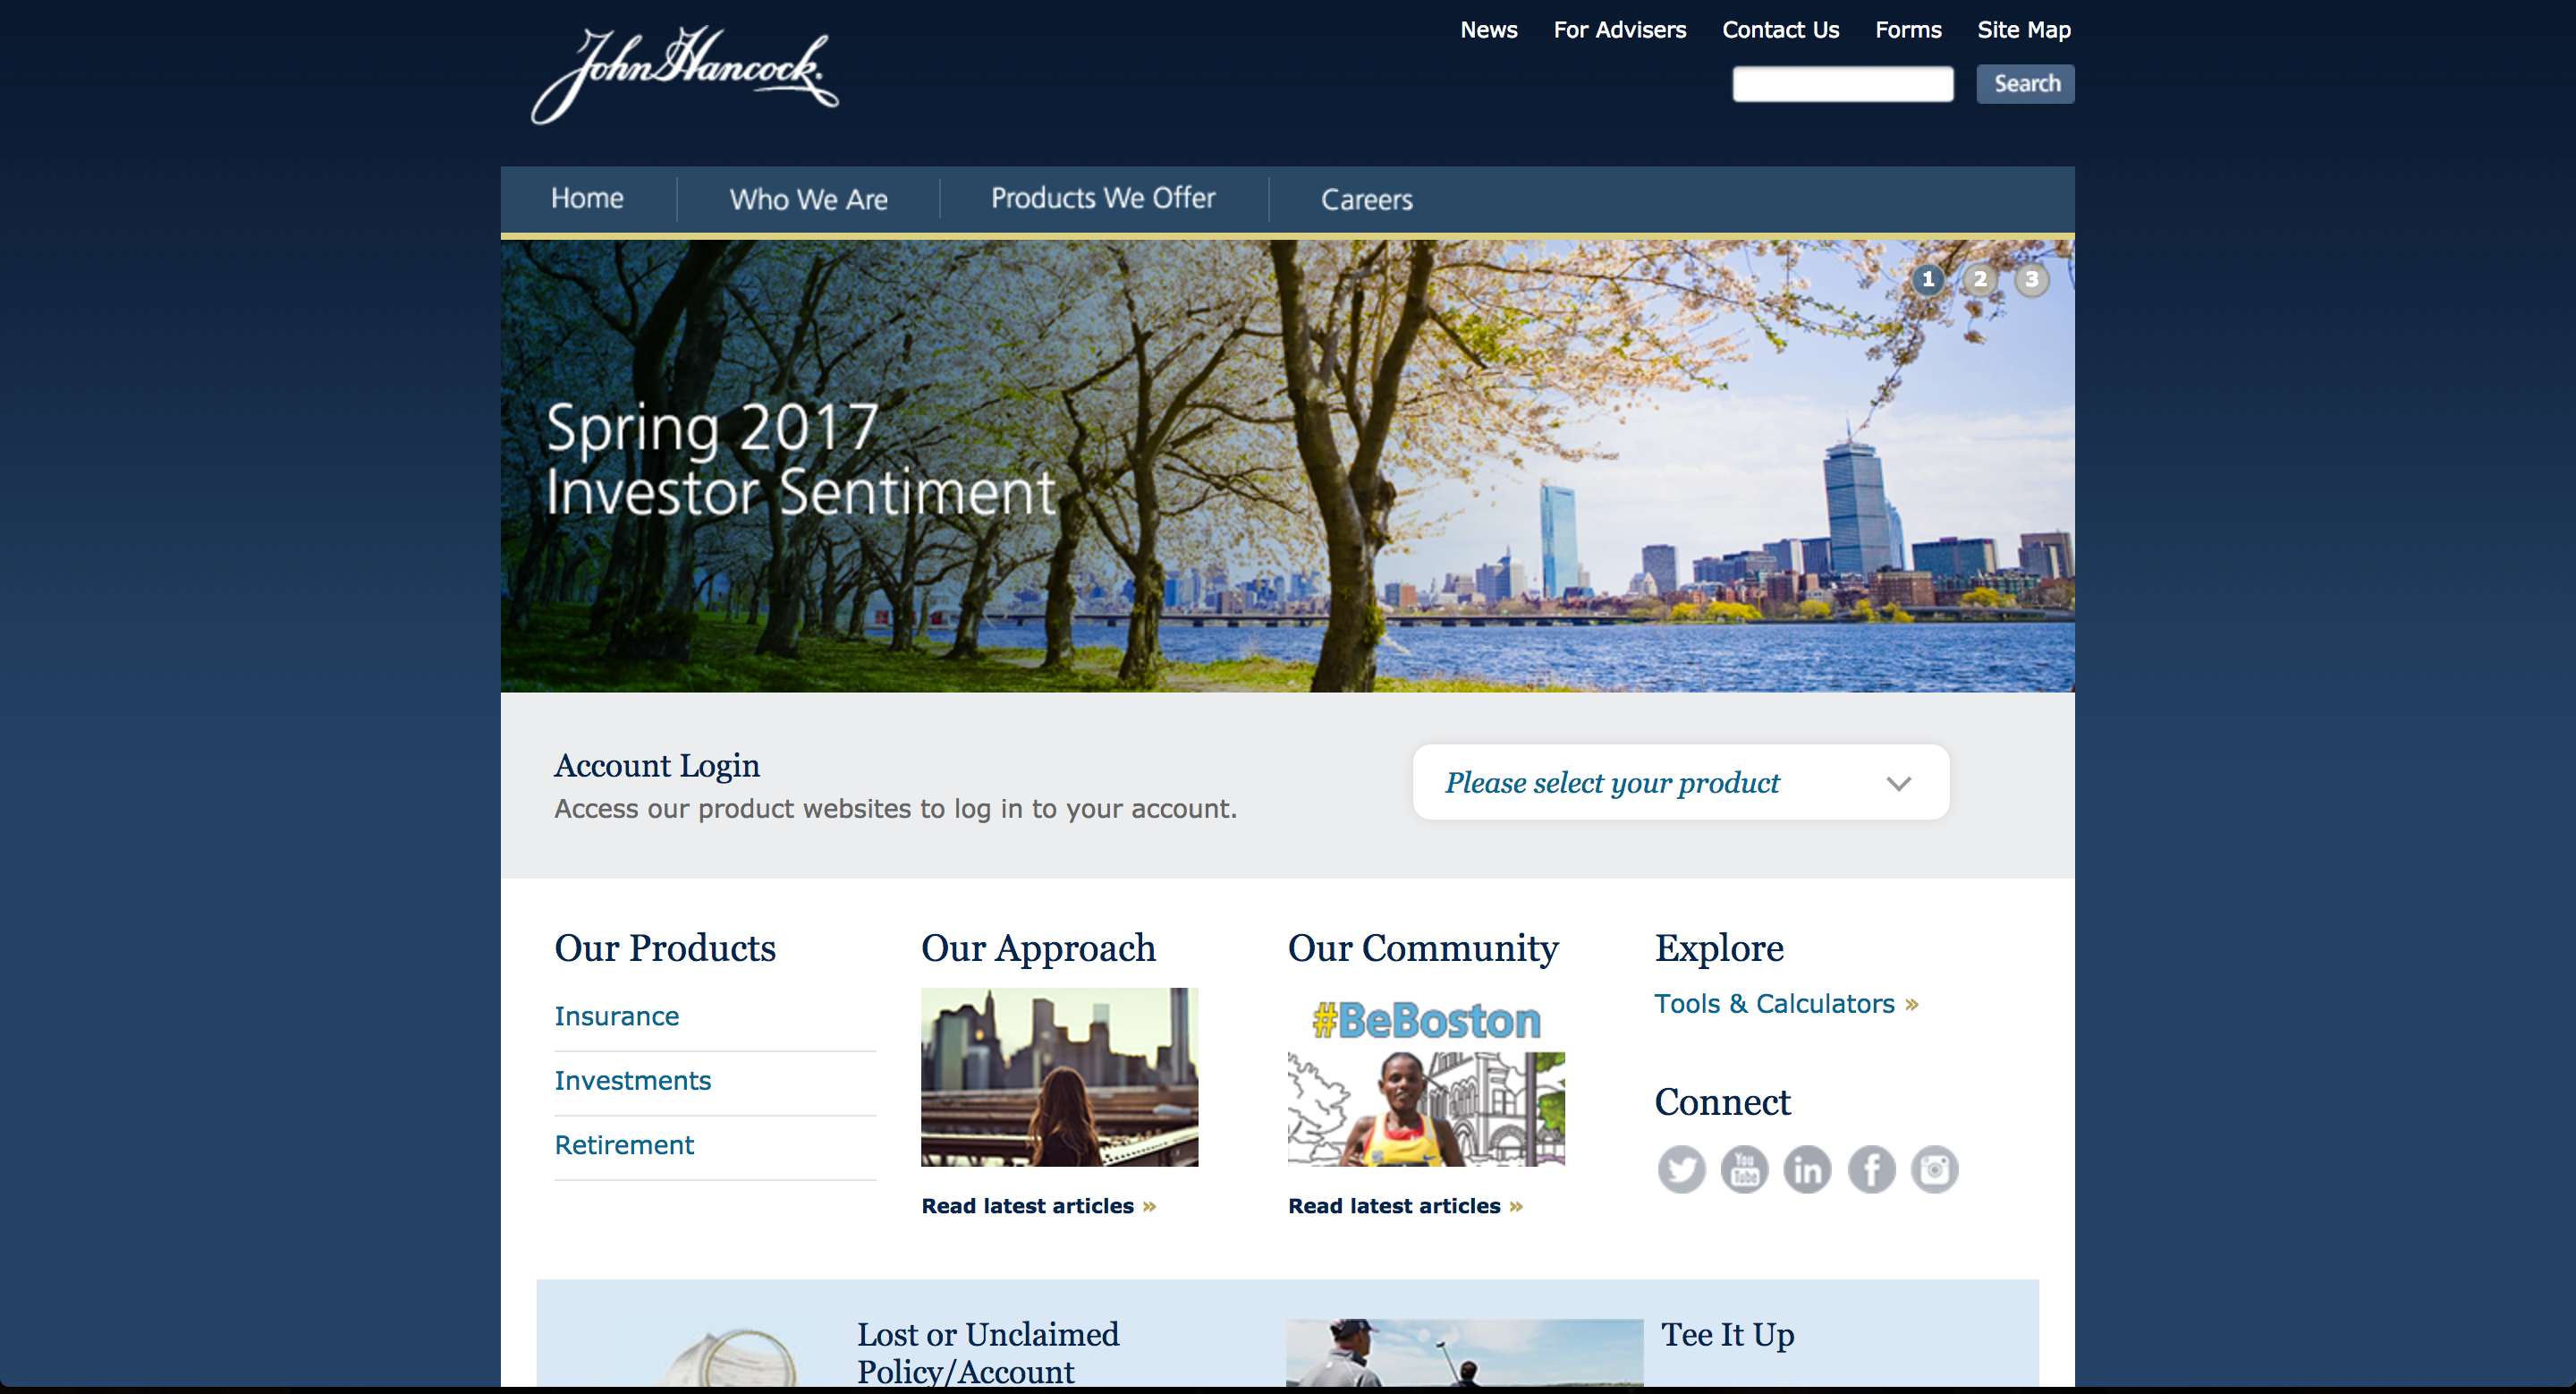 John Hancock.
News
For Advisers
Contact Us
Forms
Site Map
Search
Home
Who We Are
Products We Offer
Careers
1
2
3
Spring 2017
Investor Sentiment
Account Login
Access our product websites to log in to your account.
Please select your product
Our Products
Insurance
Investments
Retirement
Our Approach
Read latest articles »
Our Community
#BeBoston
Read latest articles »
Explore
Tools & Calculators »
Connect
You
Tube
in
f
Lost or Unclaimed
Policy/Account
Tee It Up